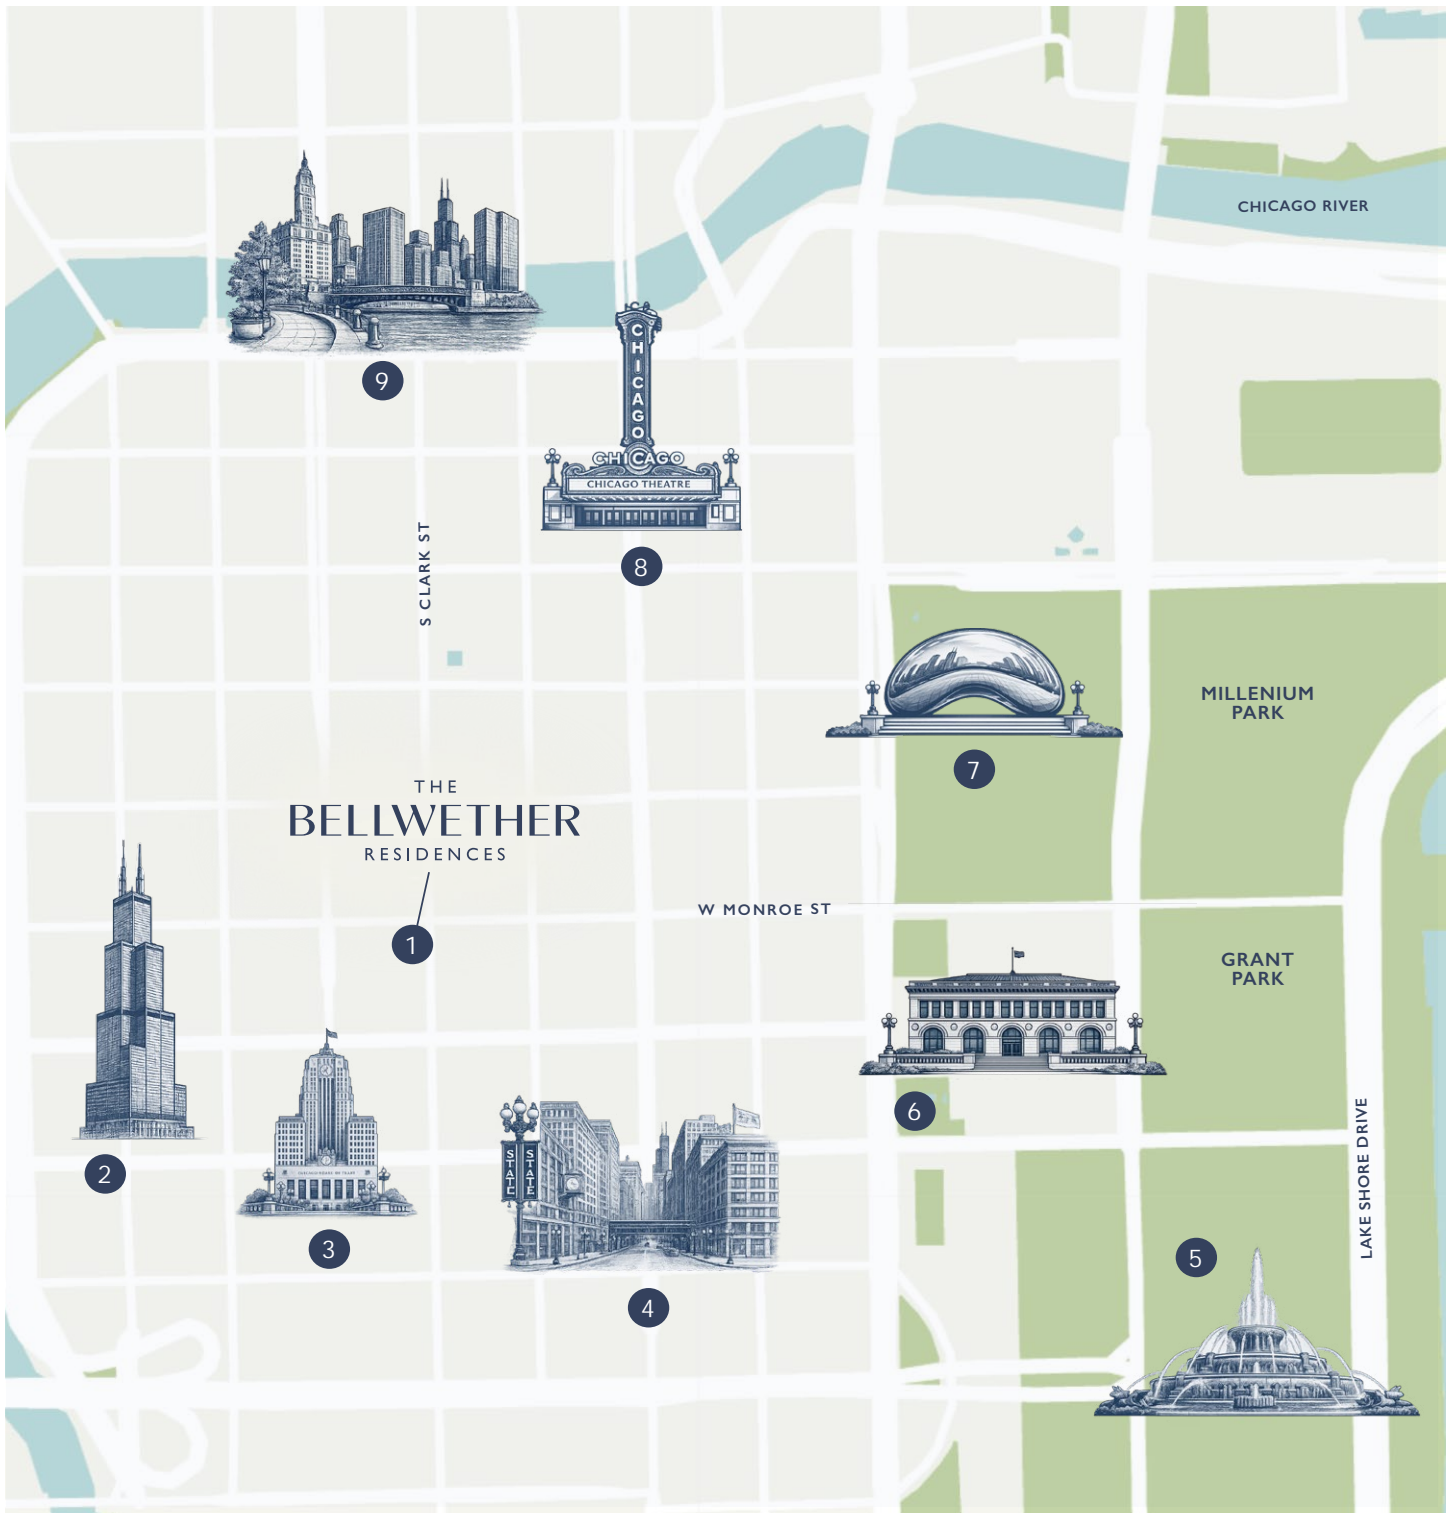 CHICAGO RIVER
9
CHICAGO
CHICAGO
CHICAGO THEATRE
8
S CLARK ST
MILLENIUM
PARK
7
THE
BELLWETHER
RESIDENCES
1
W MONROE ST
GRANT
PARK
6
STATE
STATE
2
3
4
5
LAKE SHORE DRIVE